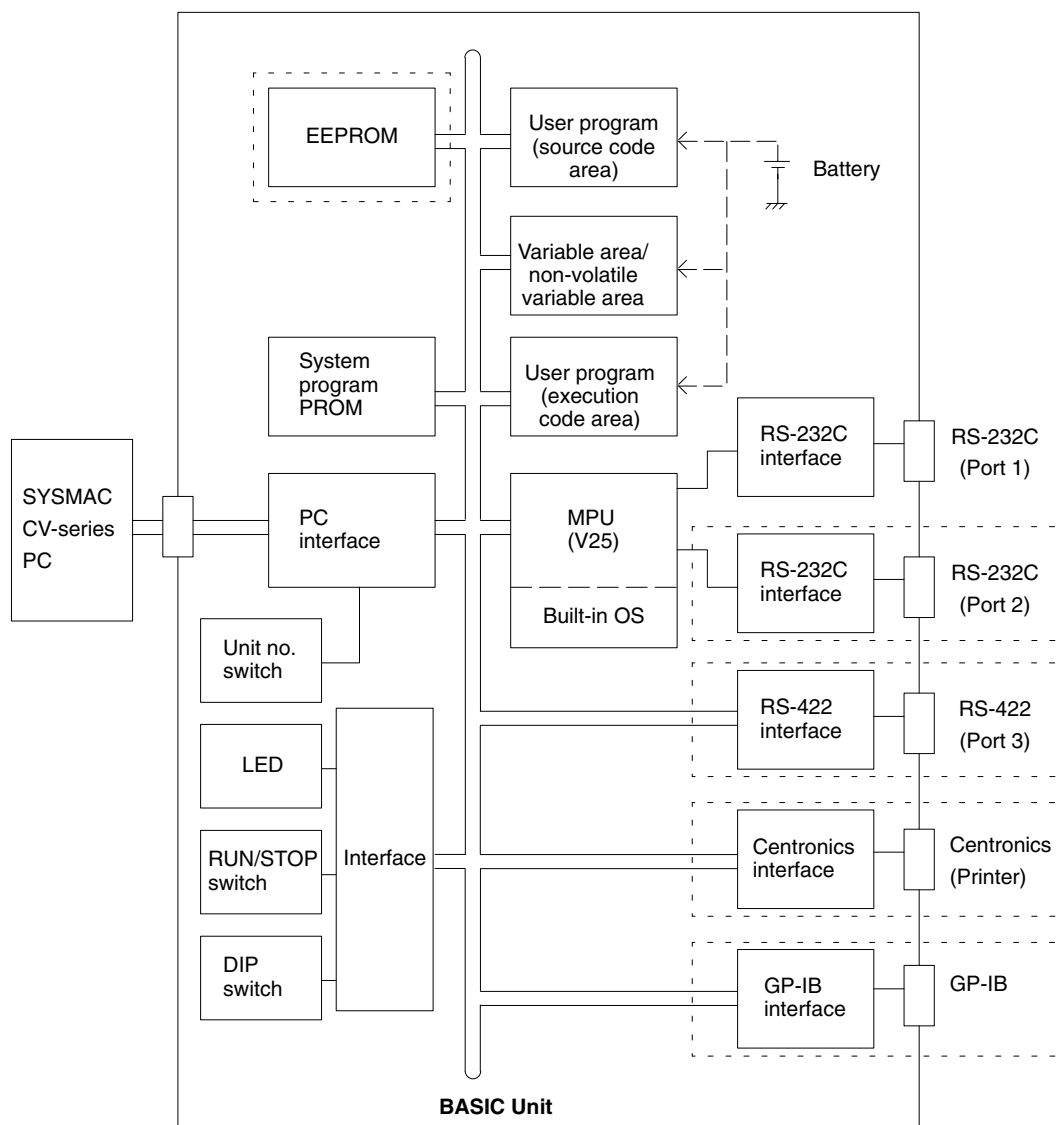 EEPROM
User program
(source code
area)
Battery
Variable area/
non-volatile
variable area
System
program
PROM
User program
(execution
code area)
RS-232C
interface
RS-232C
(Port 1)
SYSMAC
CV-series
PC
PC
interface
MPU
(V25)
Built-in OS
RS-232C
interface
RS-232C
(Port 2)
Unit no.
switch
RS-422
interface
RS-422
(Port 3)
LED
RUN/STOP
switch
Interface
Centronics
interface
Centronics
(Printer)
DIP
switch
GP-IB
interface
GP-IB
BASIC Unit